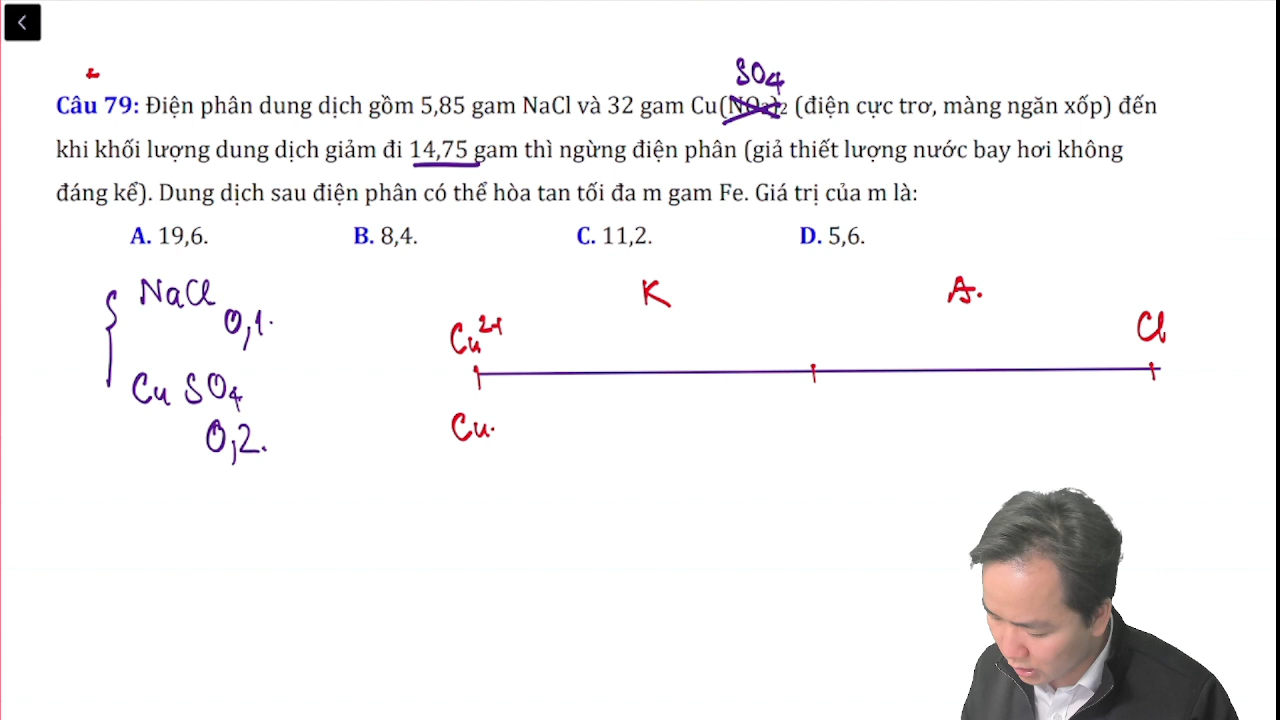 SO4
Câu 79: Điện phân dung dịch gồm 5,85 gam NaCl và 32 gam Cu(NO3)2 (điện cực trơ, màng ngăn xốp) đến
khi khối lượng dung dịch giảm đi 14,75 gam thì ngừng điện phân (giả thiết lượng nước bay hơi không
đáng kể). Dung dịch sau điện phân có thể hòa tan tối đa m gam Fe. Giá trị của m là:
A. 19,6. B. 8,4. C. 11,2. D. 5,6.
NaCl K A.
0,1. Cu2+ Cl
CuSO4
0,2. Cu.